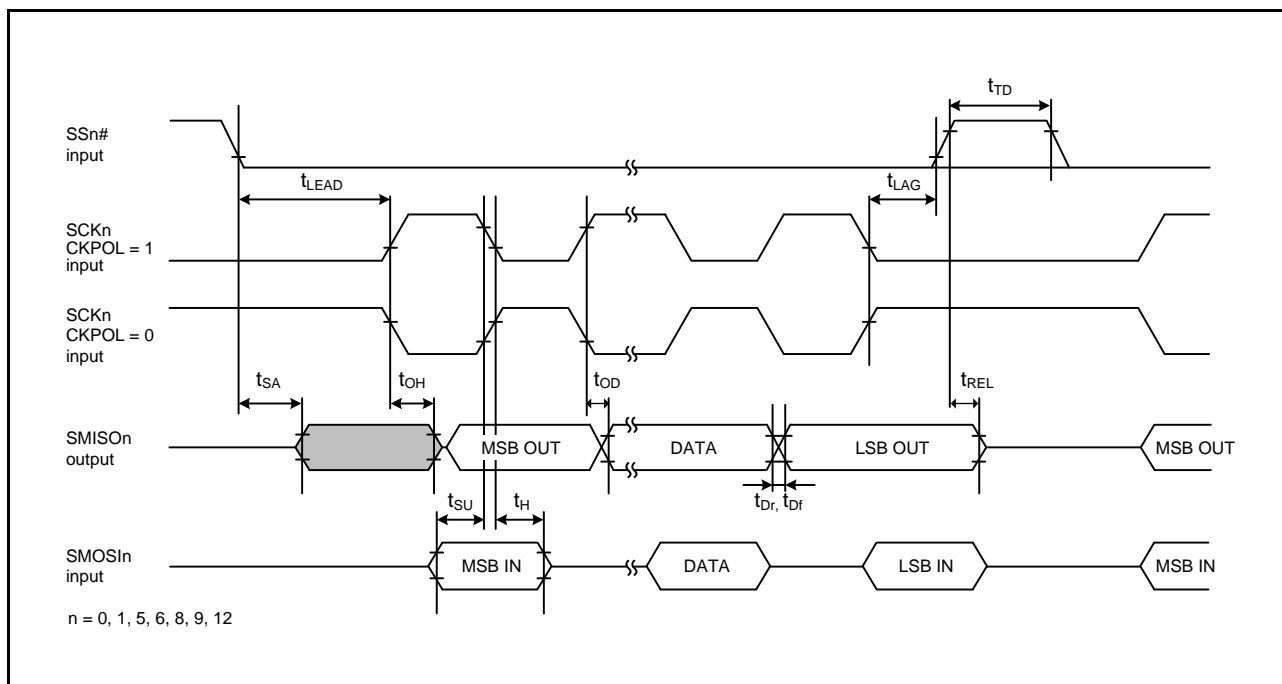 tTD
SSn#
input
tLEAD
tLAG
SCKn
CKPOL = 1
input
SCKn
CKPOL = 0
input
tSA
tOH
tOD
tREL
SMISOn
output
MSB OUT
DATA
LSB OUT
MSB OUT
tSU
tH
tDr, tDf
SMOSIn
input
MSB IN
DATA
LSB IN
MSB IN
n = 0, 1, 5, 6, 8, 9, 12